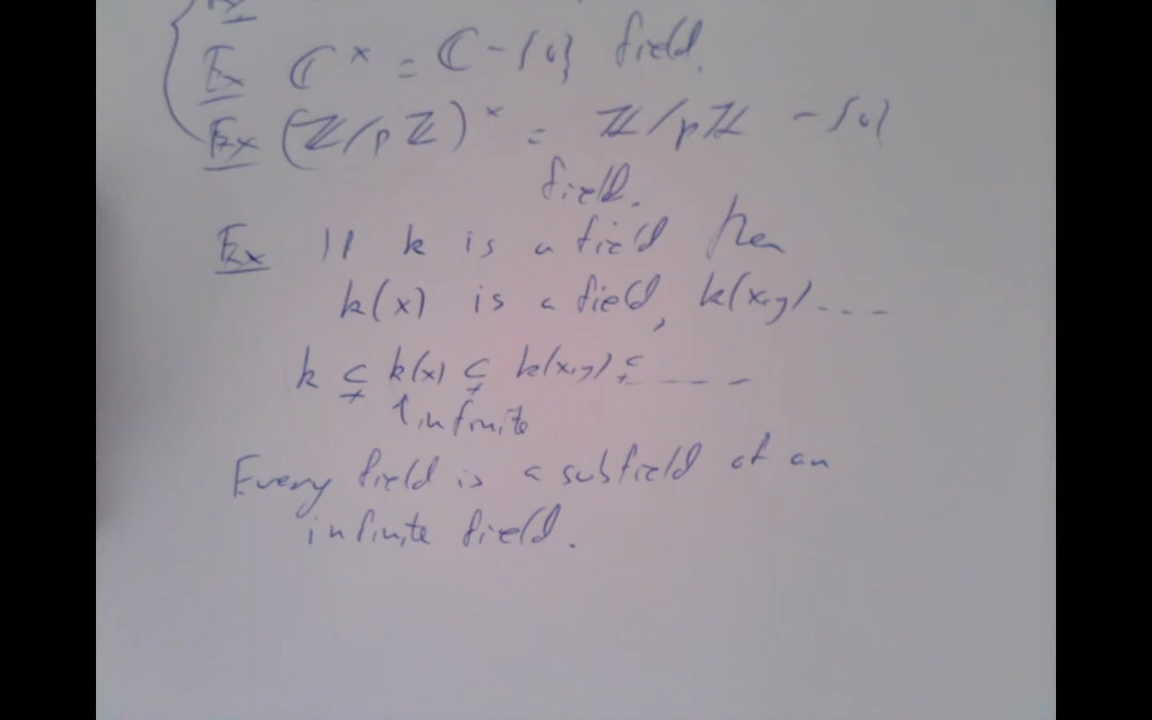 Ex
Ex ℂ^× = ℂ - {0} field.
Ex (ℤ/pℤ)^× = ℤ/pℤ - {0}
field.
Ex If k is a field then
k(x) is a field, k(x,y) ...
k ⊊ k(x) ⊊ k(x,y) ⊊ ....
↑ infinite
Every field is a subfield of an
infinite field.